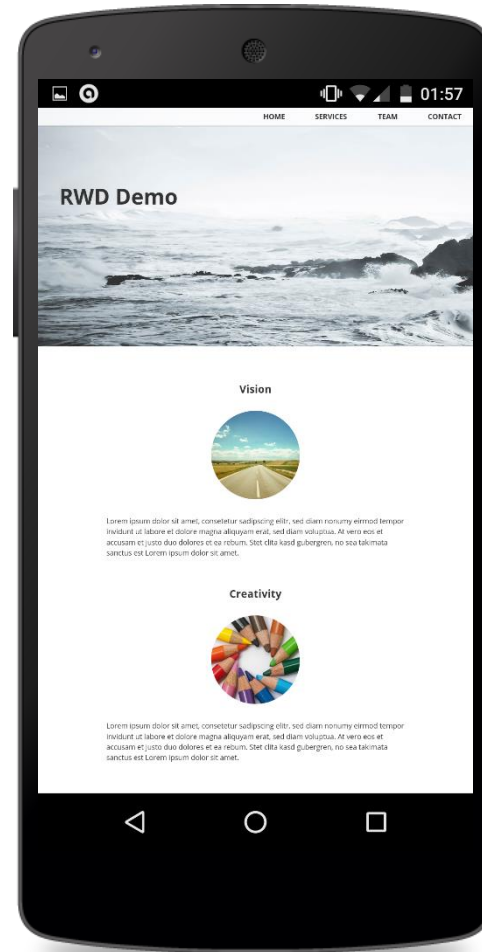 01:57
HOME SERVICES TEAM CONTACT
RWD Demo
Vision
Lorem ipsum dolor sit amet, consetetur sadipscing elitr, sed diam nonumy eirmod tempor
invidunt ut labore et dolore magna aliquyam erat, sed diam voluptua. At vero eos et
accusam et justo duo dolores et ea rebum. Stet clita kasd gubergren, no sea takimata
sanctus est Lorem ipsum dolor sit amet.
Creativity
Lorem ipsum dolor sit amet, consetetur sadipscing elitr, sed diam nonumy eirmod tempor
invidunt ut labore et dolore magna aliquyam erat, sed diam voluptua. At vero eos et
accusam et justo duo dolores et ea rebum. Stet clita kasd gubergren, no sea takimata
sanctus est Lorem ipsum dolor sit amet.